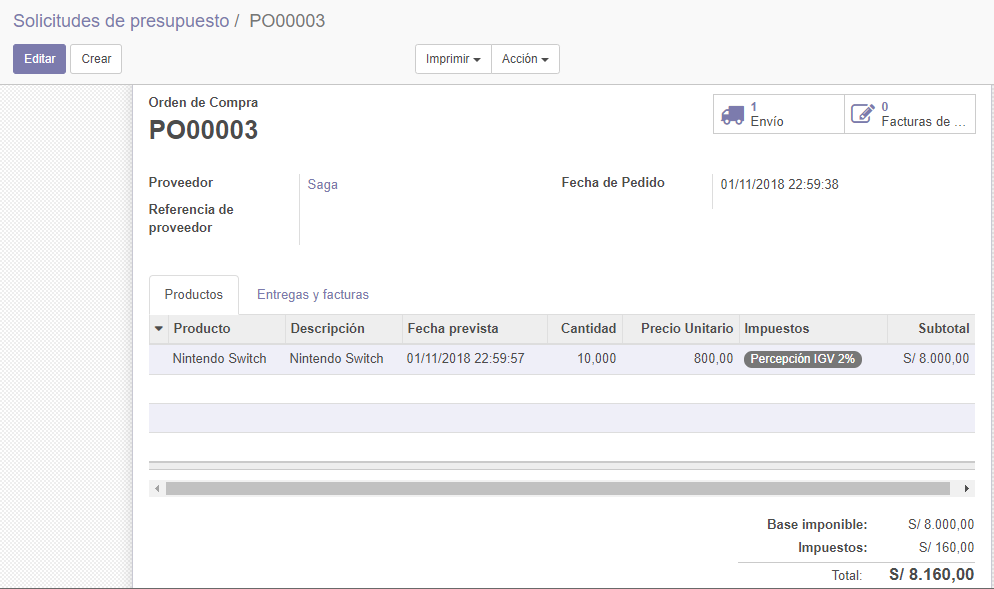 Solicitudes de presupuesto / PO00003
Editar Crear Imprimir Acción
Orden de Compra
PO00003
1
Envío
0
Facturas de ...
Proveedor Saga Fecha de Pedido 01/11/2018 22:59:38
Referencia de
proveedor
Productos Entregas y facturas
Producto Descripción Fecha prevista Cantidad Precio Unitario Impuestos Subtotal
Nintendo Switch Nintendo Switch 01/11/2018 22:59:57 10,000 800,00 Percepción IGV 2% S/ 8.000,00
Base imponible: S/ 8.000,00
Impuestos: S/ 160,00
Total: S/ 8.160,00